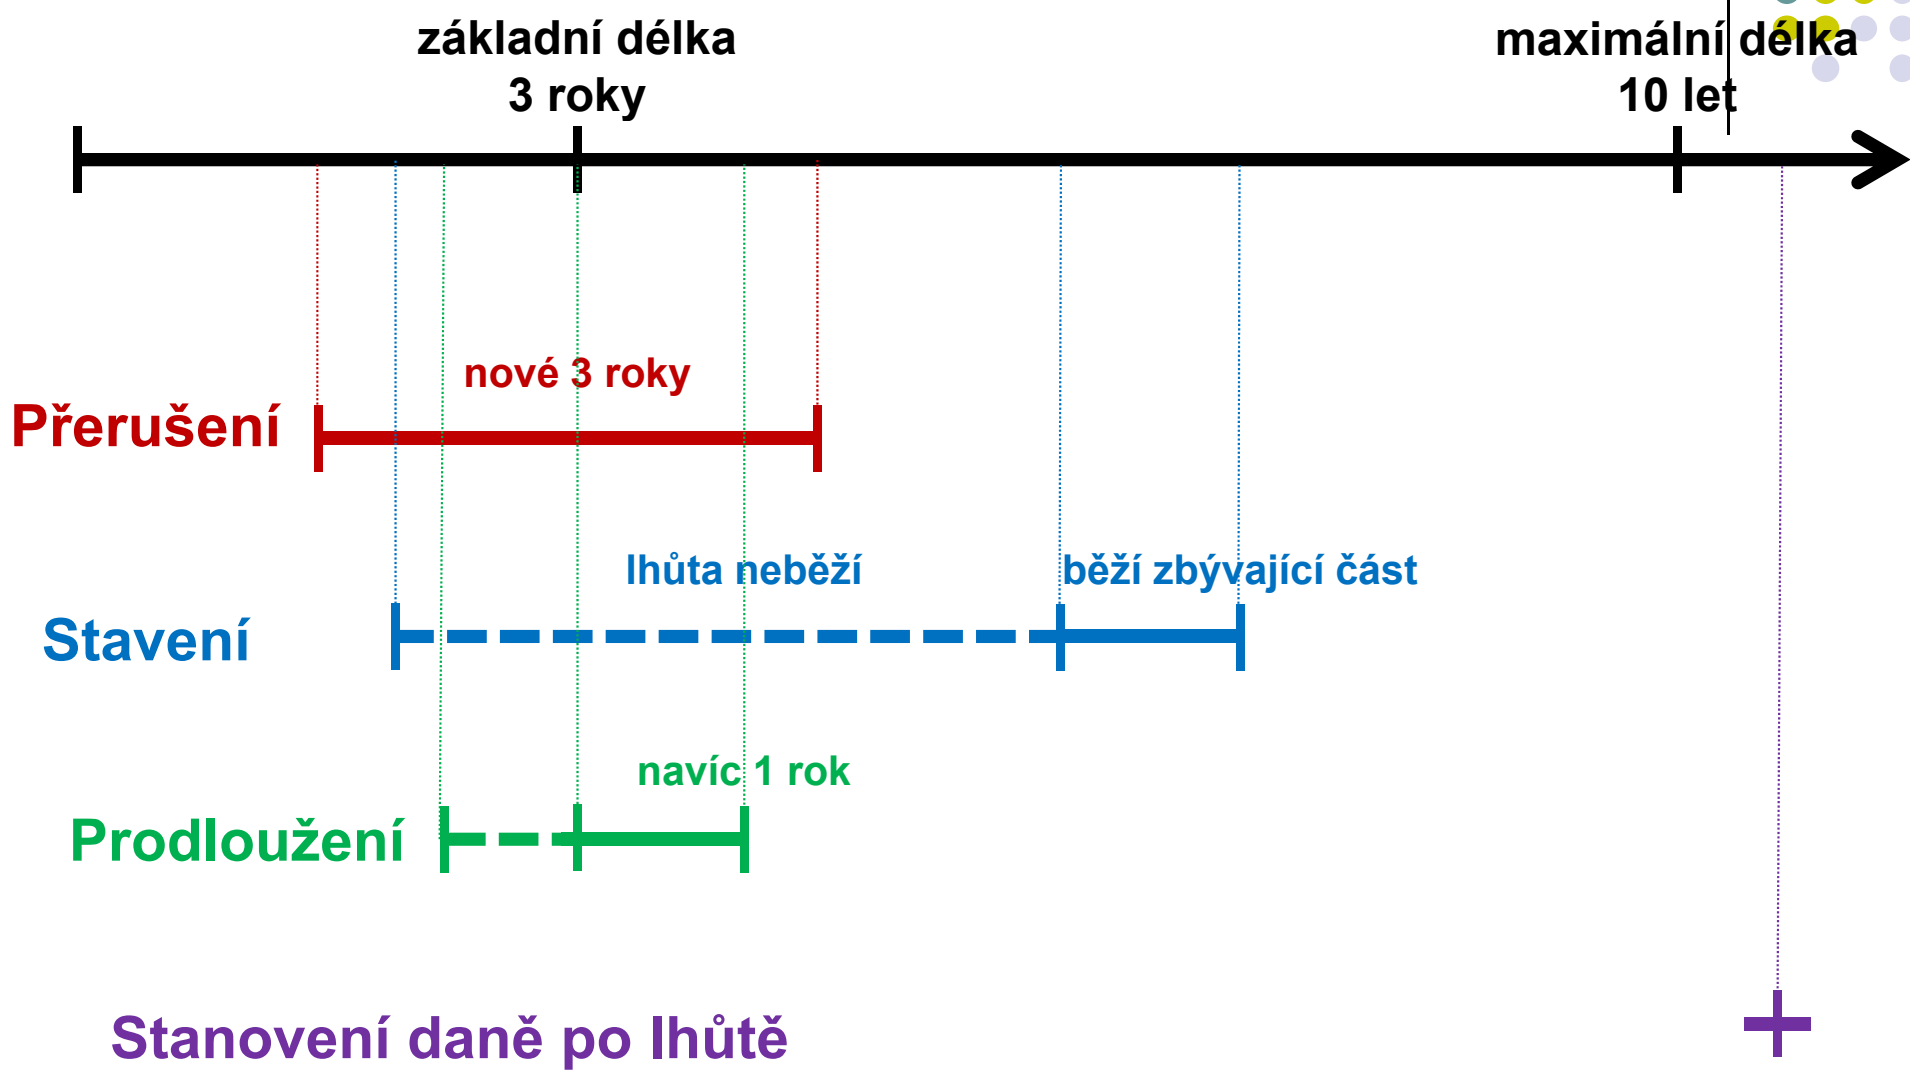 základní délka
3 roky
maximální délka
10 let
nové 3 roky
Přerušení
lhůta neběží
běží zbývající část
Stavení
navíc 1 rok
Prodloužení
Stanovení daně po lhůtě